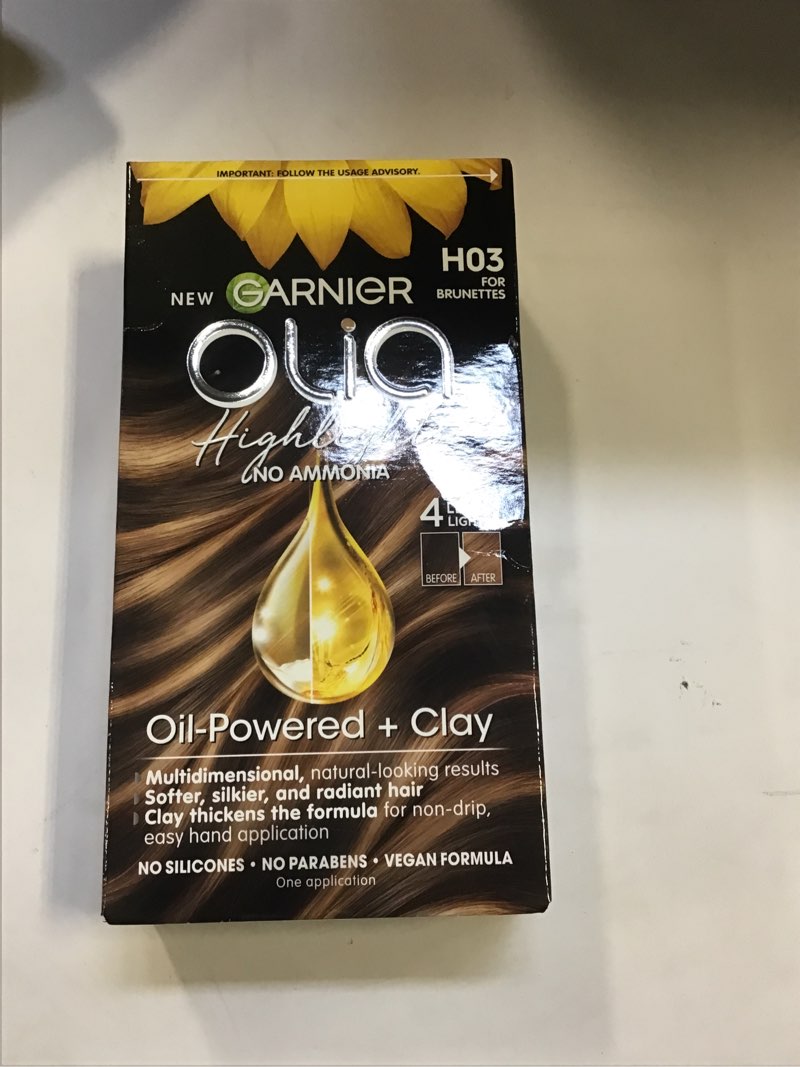 IMPORTANT: FOLLOW THE USAGE ADVISORY.
H03
FOR
BRUNETTES
NEW GARNIER
OLIA
NO AMMONIA
4
BEFORE AFTER
Oil-Powered + Clay
Multidimensional, natural-looking results
Softer, silkier, and radiant hair
Clay thickens the formula for non-drip,
easy hand application
NO SILICONES • NO PARABENS • VEGAN FORMULA
One application